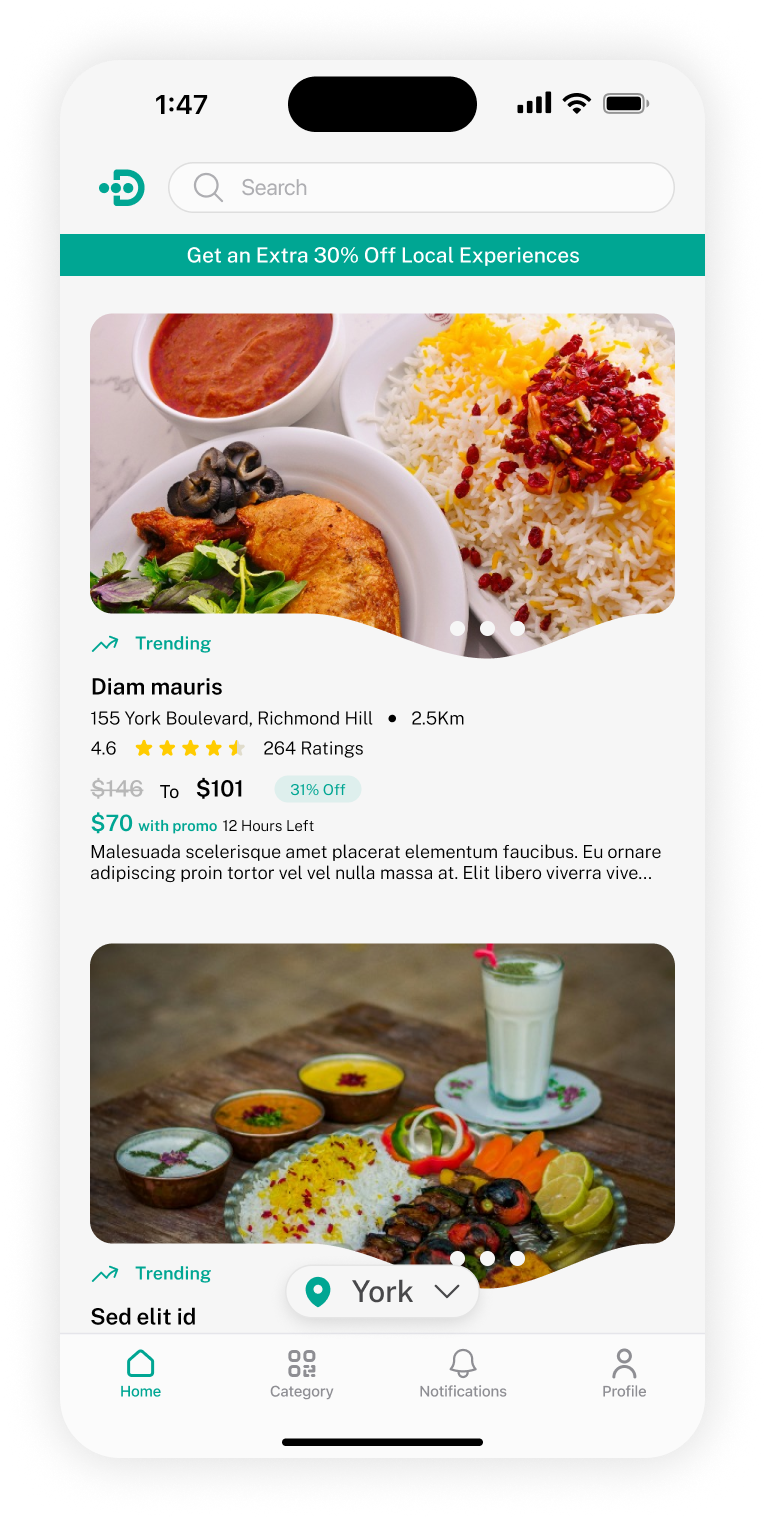 1:47
Search
Get an Extra 30% Off Local Experiences
Trending
Diam mauris
155 York Boulevard, Richmond Hill • 2.5Km
4.6 264 Ratings
$146 To $101 31% Off
$70 with promo 12 Hours Left
Malesuada scelerisque amet placerat elementum faucibus. Eu ornare
adipiscing proin tortor vel vel nulla massa at. Elit libero viverra vive...
Trending
York
Sed elit id
Home Category Notifications Profile